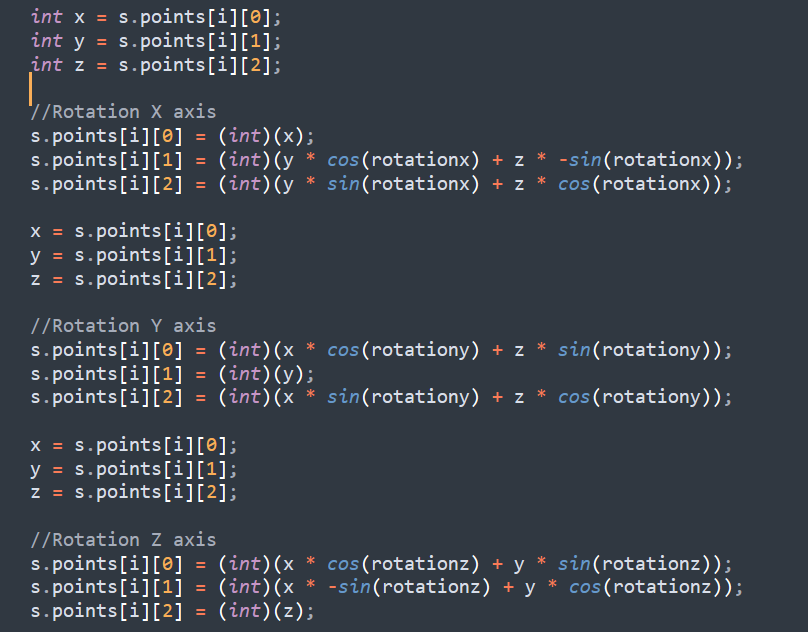 int x = s.points[i][0];
int y = s.points[i][1];
int z = s.points[i][2];
//Rotation X axis
s.points[i][0] = (int)(x);
s.points[i][1] = (int)(y * cos(rotationx) + z * -sin(rotationx));
s.points[i][2] = (int)(y * sin(rotationx) + z * cos(rotationx));
x = s.points[i][0];
y = s.points[i][1];
z = s.points[i][2];
//Rotation Y axis
s.points[i][0] = (int)(x * cos(rotationy) + z * sin(rotationy));
s.points[i][1] = (int)(y);
s.points[i][2] = (int)(x * sin(rotationy) + z * cos(rotationy));
x = s.points[i][0];
y = s.points[i][1];
z = s.points[i][2];
//Rotation Z axis
s.points[i][0] = (int)(x * cos(rotationz) + y * sin(rotationz));
s.points[i][1] = (int)(x * -sin(rotationz) + y * cos(rotationz));
s.points[i][2] = (int)(z);